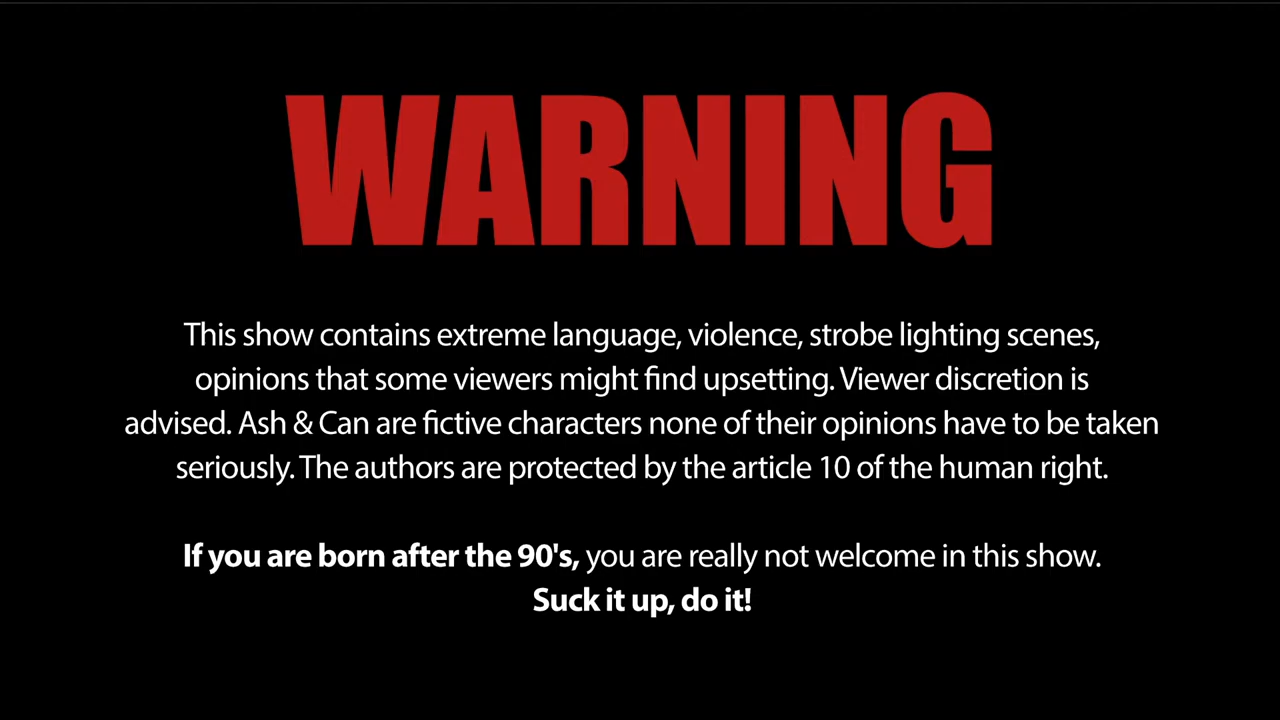 WARNING
This show contains extreme language, violence, strobe lighting scenes,
opinions that some viewers might find upsetting. Viewer discretion is
advised. Ash & Can are fictive characters none of their opinions have to be taken
seriously. The authors are protected by the article 10 of the human right.
If you are born after the 90's, you are really not welcome in this show.
Suck it up, do it!